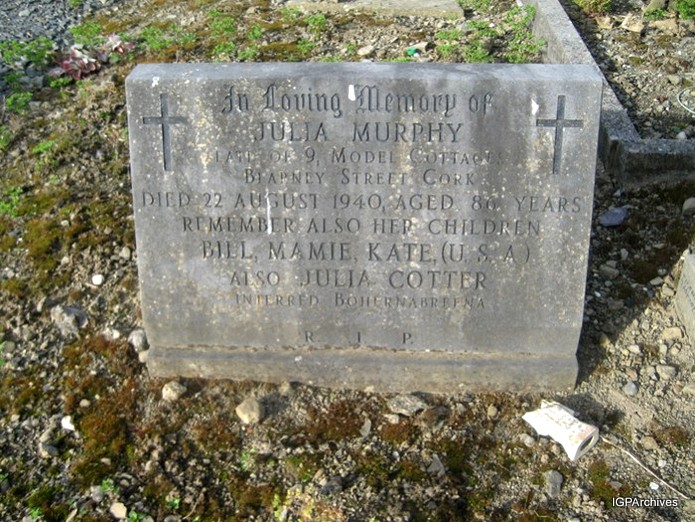 In Loving Memory of
JULIA MURPHY
LATE OF 9, MODEL COTTAGES
BLARNEY STREET CORK
DIED 22 AUGUST 1940, AGED 86 YEARS
REMEMBER ALSO HER CHILDREN
BILL, MAMIE, KATE, (U.S.A.)
ALSO JULIA COTTER
INTERRED BOHERNABREENA
R. I. P.
IGPArchives